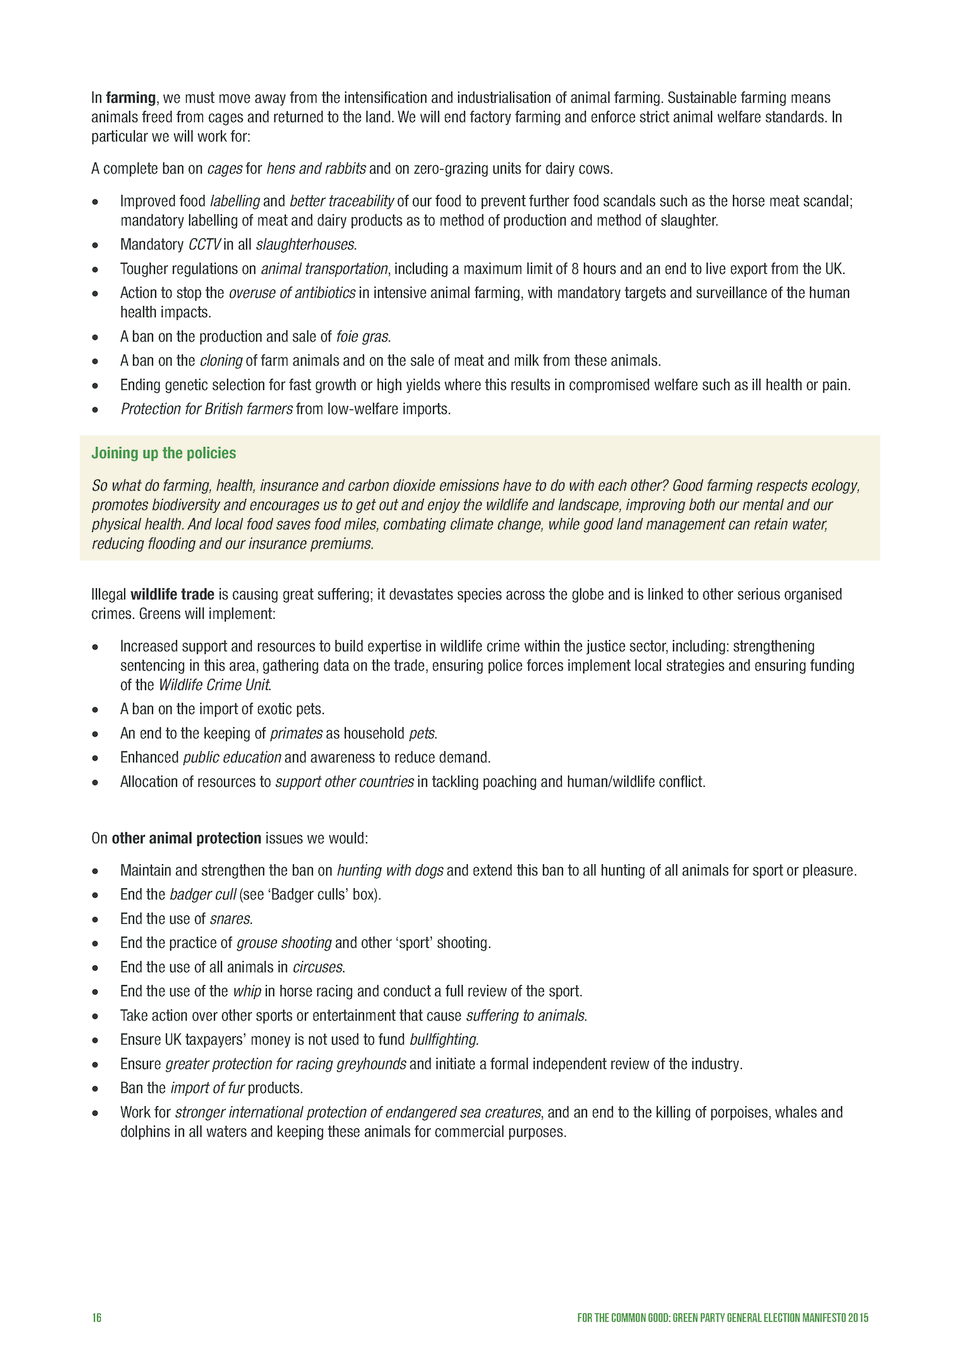 In farming, we must move away from the intensification and industrialisation of animal farming. Sustainable farming means
animals freed from cages and returned to the land. We will end factory farming and enforce strict animal welfare standards. In
particular we will work for:
A complete ban on cages for hens and rabbits and on zero-grazing units for dairy cows.
• Improved food labelling and better traceability of our food to prevent further food scandals such as the horse meat scandal;
mandatory labelling of meat and dairy products as to method of production and method of slaughter.
• Mandatory CCTV in all slaughterhouses.
• Tougher regulations on animal transportation, including a maximum limit of 8 hours and an end to live export from the UK.
• Action to stop the overuse of antibiotics in intensive animal farming, with mandatory targets and surveillance of the human
health impacts.
• A ban on the production and sale of foie gras.
• A ban on the cloning of farm animals and on the sale of meat and milk from these animals.
• Ending genetic selection for fast growth or high yields where this results in compromised welfare such as ill health or pain.
• Protection for British farmers from low-welfare imports.
Joining up the policies
So what do farming, health, insurance and carbon dioxide emissions have to do with each other? Good farming respects ecology,
promotes biodiversity and encourages us to get out and enjoy the wildlife and landscape, improving both our mental and our
physical health. And local food saves food miles, combating climate change, while good land management can retain water,
reducing flooding and our insurance premiums.
Illegal wildlife trade is causing great suffering; it devastates species across the globe and is linked to other serious organised
crimes. Greens will implement:
• Increased support and resources to build expertise in wildlife crime within the justice sector, including: strengthening
sentencing in this area, gathering data on the trade, ensuring police forces implement local strategies and ensuring funding
of the Wildlife Crime Unit.
• A ban on the import of exotic pets.
• An end to the keeping of primates as household pets.
• Enhanced public education and awareness to reduce demand.
• Allocation of resources to support other countries in tackling poaching and human/wildlife conflict.
On other animal protection issues we would:
• Maintain and strengthen the ban on hunting with dogs and extend this ban to all hunting of all animals for sport or pleasure.
• End the badger cull (see ‘Badger culls’ box).
• End the use of snares.
• End the practice of grouse shooting and other ‘sport’ shooting.
• End the use of all animals in circuses.
• End the use of the whip in horse racing and conduct a full review of the sport.
• Take action over other sports or entertainment that cause suffering to animals.
• Ensure UK taxpayers’ money is not used to fund bullfighting.
• Ensure greater protection for racing greyhounds and initiate a formal independent review of the industry.
• Ban the import of fur products.
• Work for stronger international protection of endangered sea creatures, and an end to the killing of porpoises, whales and
dolphins in all waters and keeping these animals for commercial purposes.
16 FOR THE COMMON GOOD: GREEN PARTY GENERAL ELECTION MANIFESTO 2015